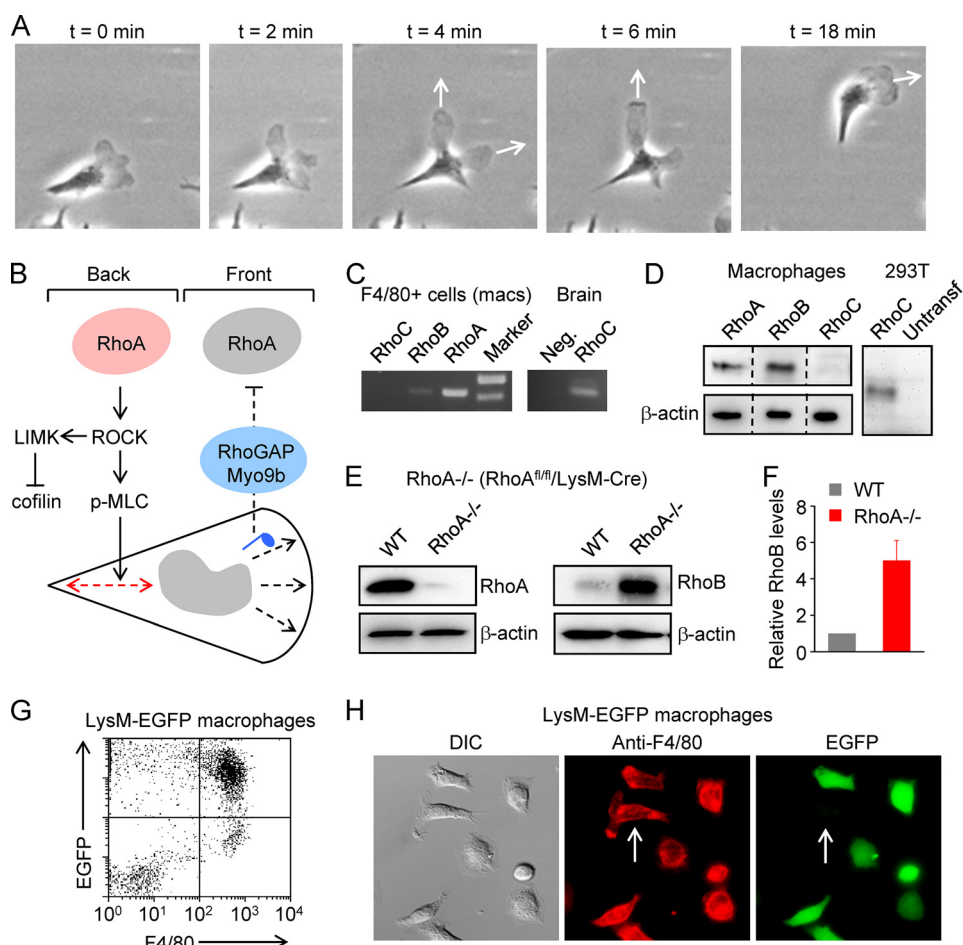 A
t = 0 min
t = 2 min
t = 4 min
t = 6 min
t = 18 min
B
Back
Front
RhoA
RhoA
LIMK
ROCK
RhoGAP
Myo9b
cofilin
p-MLC
C
F4/80+ cells (macs)
Brain
RhoC
RhoB
RhoA
Marker
Neg.
RhoC
D
Macrophages
293T
RhoA
RhoB
RhoC
RhoC
Untransf
β-actin
E
RhoA-/- (RhoAfl/fl/LysM-Cre)
WT
RhoA-/-
WT
RhoA-/-
RhoA
RhoB
β-actin
β-actin
F
WT
RhoA-/-
Relative RhoB levels
8
6
4
2
0
G
LysM-EGFP macrophages
EGFP
10⁰
10¹
10²
10³
10⁴
F4/80
H
LysM-EGFP macrophages
DIC
Anti-F4/80
EGFP